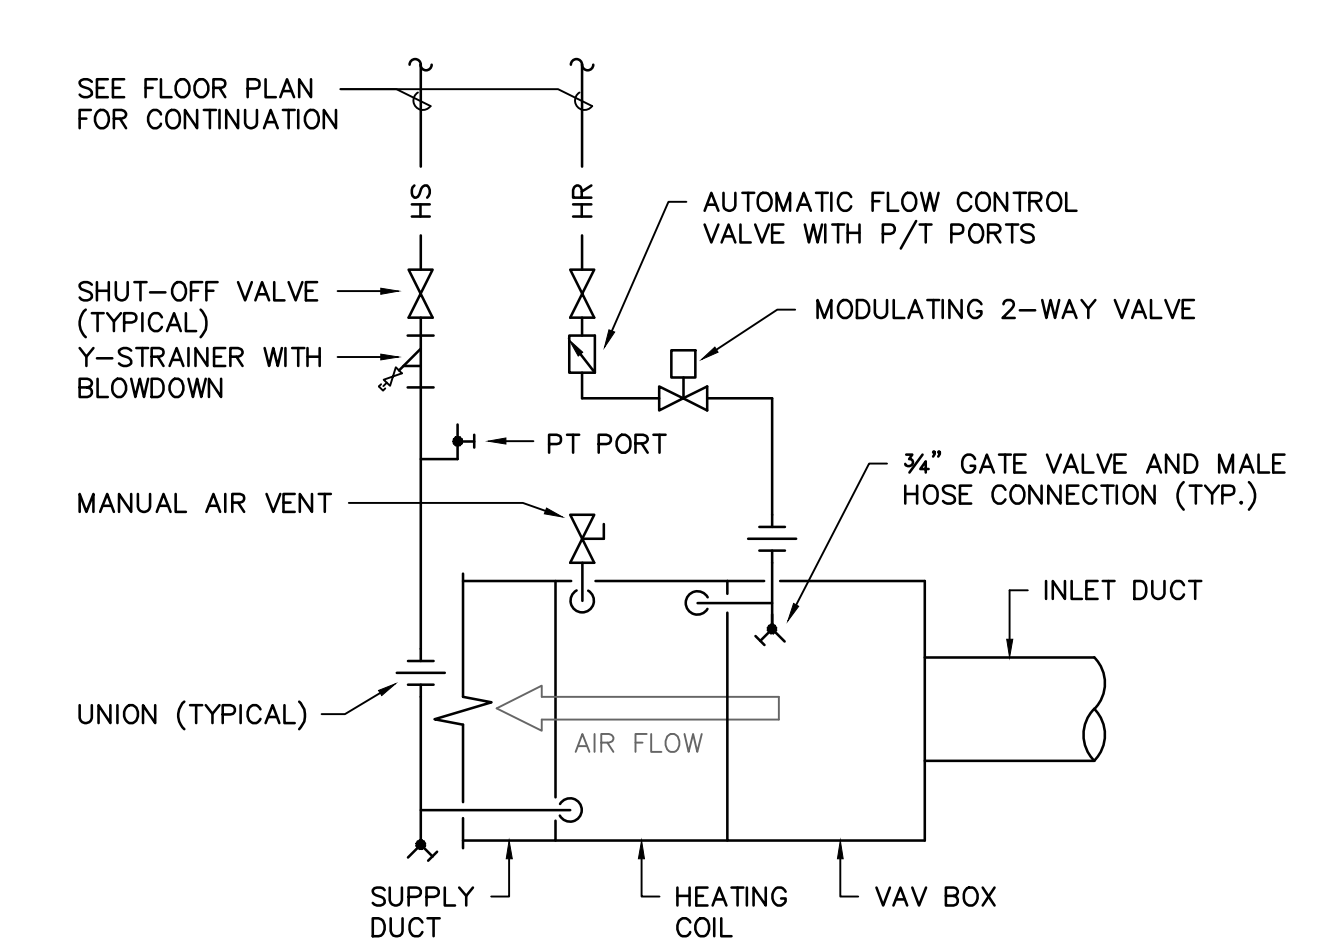 SEE FLOOR PLAN
FOR CONTINUATION
HS
HR
AUTOMATIC FLOW CONTROL
VALVE WITH P/T PORTS
SHUT-OFF VALVE
(TYPICAL)
MODULATING 2-WAY VALVE
Y-STRAINER WITH
BLOWDOWN
PT PORT
¾" GATE VALVE AND MALE
HOSE CONNECTION (TYP.)
MANUAL AIR VENT
INLET DUCT
UNION (TYPICAL)
AIR FLOW
SUPPLY
DUCT
HEATING
COIL
VAV BOX